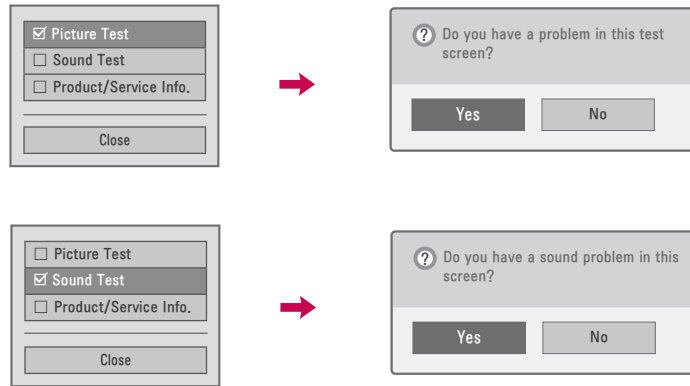 Picture Test
Sound Test
Product/Service Info.
Close
? Do you have a problem in this test
screen?
Yes
No
Picture Test
Sound Test
Product/Service Info.
Close
? Do you have a sound problem in this
screen?
Yes
No